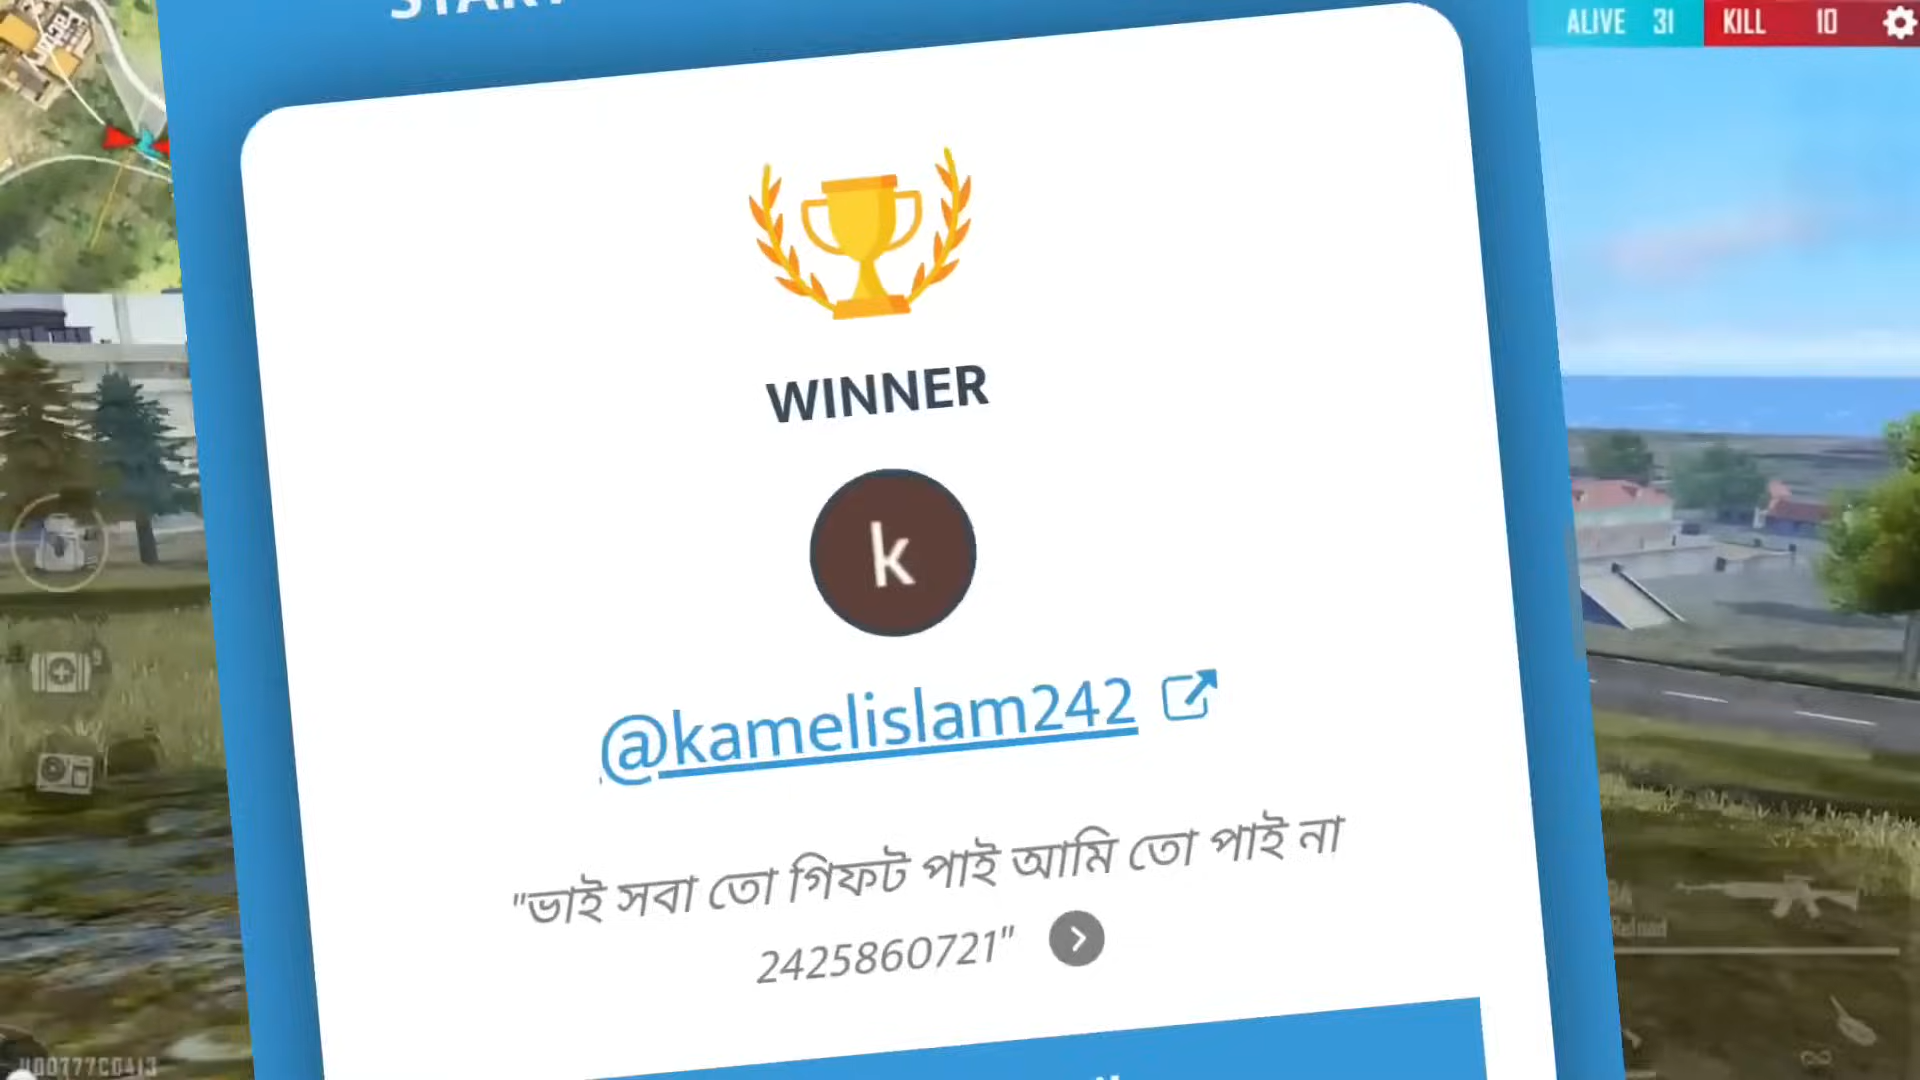 ALIVE 31 KILL 10
WINNER
k
@kamelislam242
"ভাই সবা তো গিফট পাই আমি তো পাই না
2425860721"